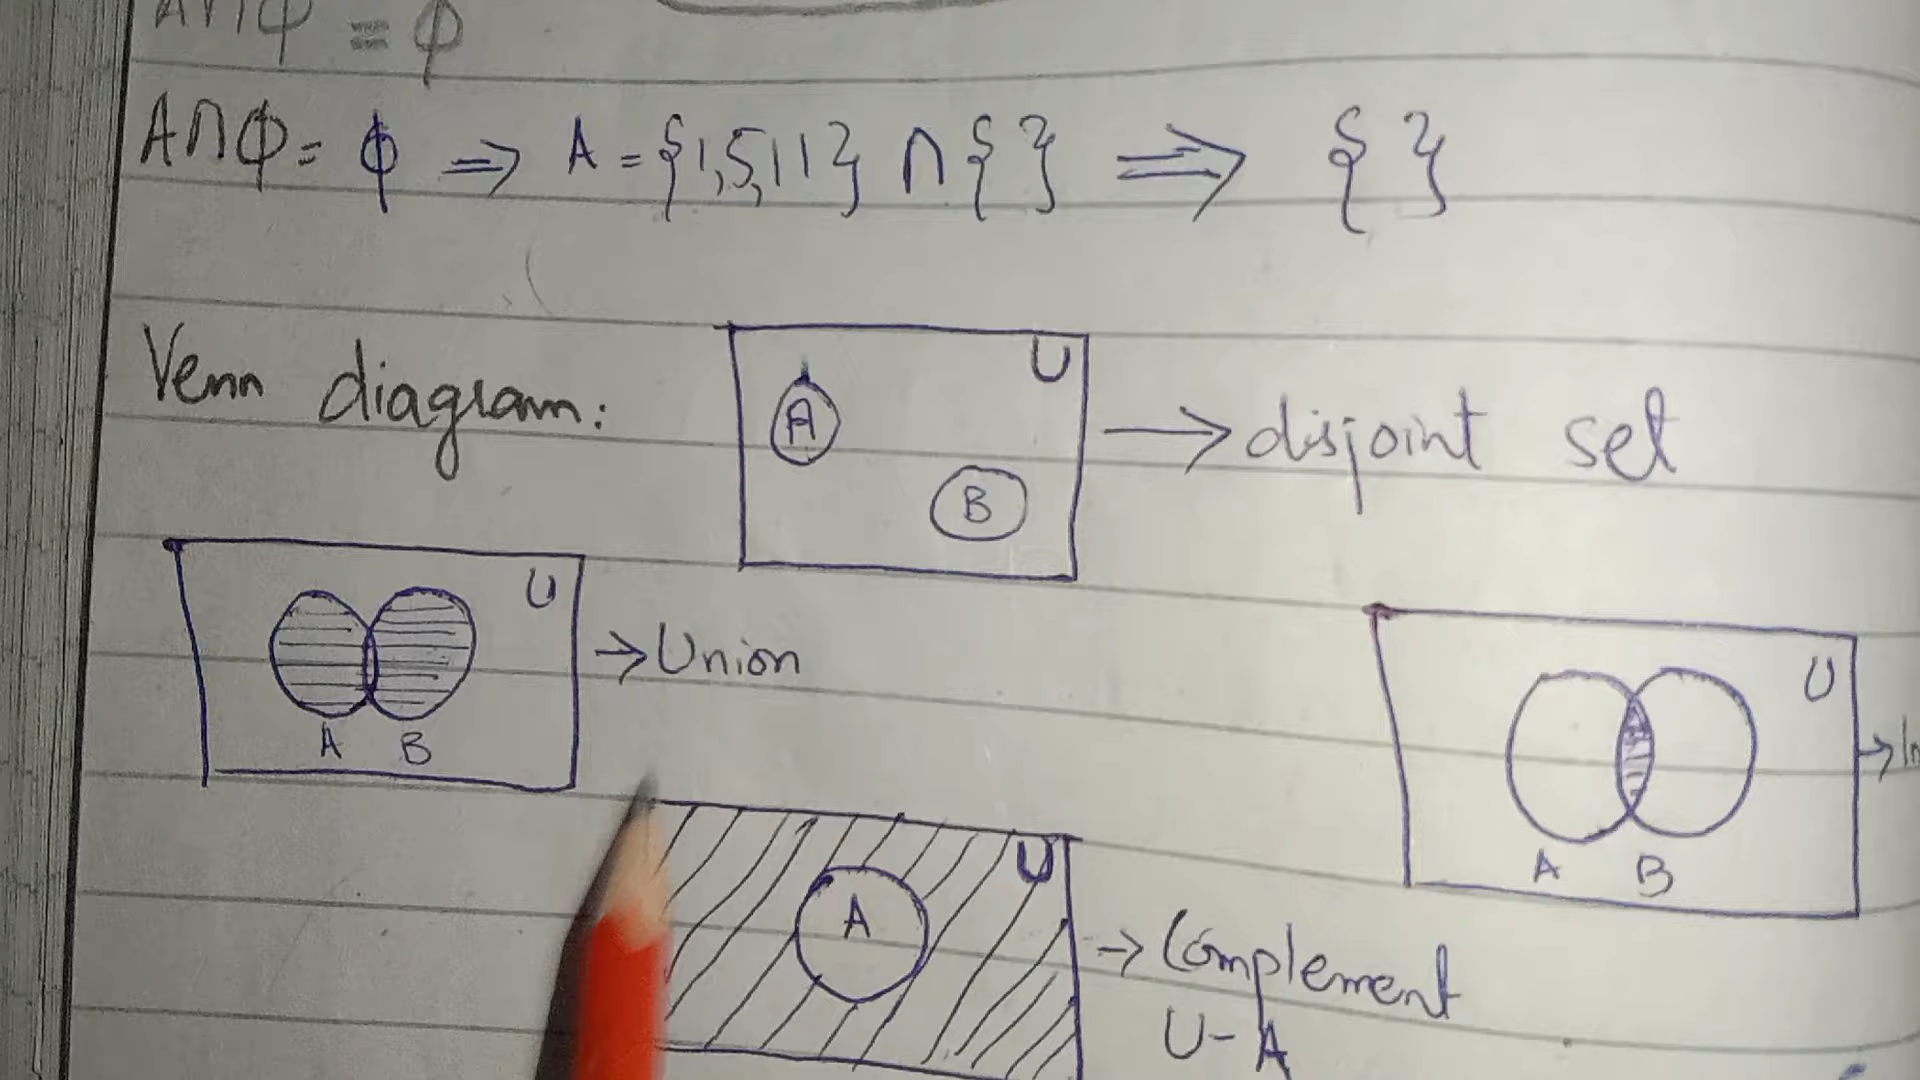 A∩φ = φ
A∩φ = φ ⇒ A = {1,5,11} ∩ { } ⇒ { }
Venn diagram:
U
A
B
→ disjoint set
U
A B
→ Union
U
A B
U
A
→ Complement
U - A